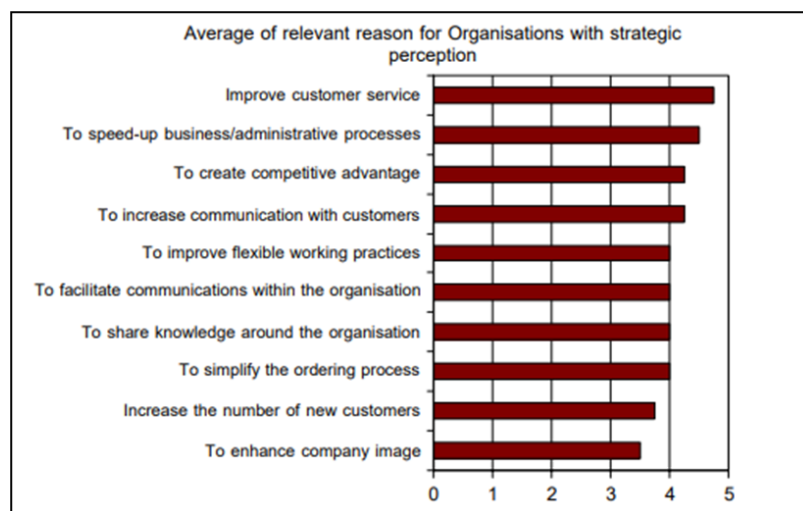 Average of relevant reason for Organisations with strategic
perception
Improve customer service
To speed-up business/administrative processes
To create competitive advantage
To increase communication with customers
To improve flexible working practices
To facilitate communications within the organisation
To share knowledge around the organisation
To simplify the ordering process
Increase the number of new customers
To enhance company image
0 1 2 3 4 5